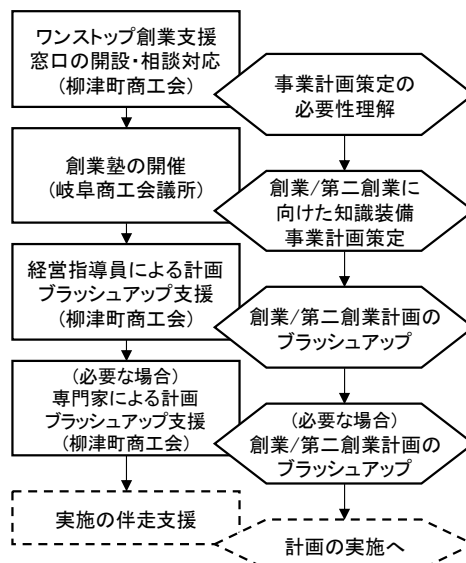 ワンストップ創業支援
窓口の開設・相談対応
(柳津町商工会)
事業計画策定の
必要性理解
創業塾の開催
(岐阜商工会議所)
創業/第二創業に
向けた知識装備
事業計画策定
経営指導員による計画
ブラッシュアップ支援
(柳津町商工会)
創業/第二創業計画の
ブラッシュアップ
(必要な場合)
専門家による計画
ブラッシュアップ支援
(柳津町商工会)
(必要な場合)
創業/第二創業計画の
ブラッシュアップ
実施の伴走支援
計画の実施へ